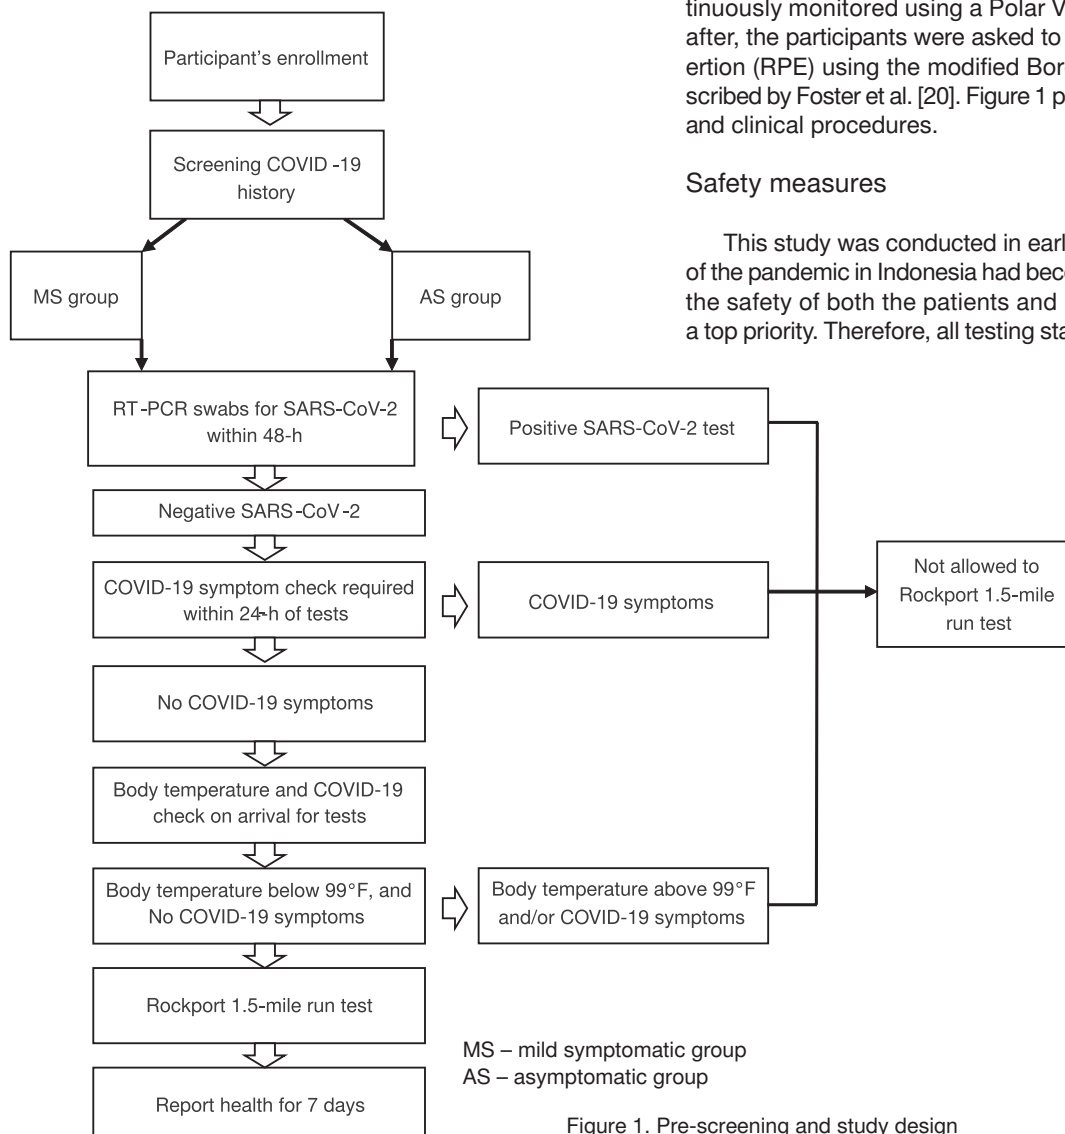 tinuously monitored using a Polar V
after, the participants were asked to
ertion (RPE) using the modified Bor
scribed by Foster et al. [20]. Figure 1 p
and clinical procedures.
Safety measures
This study was conducted in earl
of the pandemic in Indonesia had beco
the safety of both the patients and
a top priority. Therefore, all testing sta
Participant's enrollment
Screening COVID -19
history
MS group
AS group
RT-PCR swabs for SARS-CoV-2
within 48-h
Positive SARS-CoV-2 test
Negative SARS-CoV-2
COVID-19 symptom check required
within 24-h of tests
COVID-19 symptoms
Not allowed to
Rockport 1.5-mile
run test
No COVID-19 symptoms
Body temperature and COVID-19
check on arrival for tests
Body temperature below 99°F, and
No COVID-19 symptoms
Body temperature above 99°F
and/or COVID-19 symptoms
Rockport 1.5-mile run test
Report health for 7 days
MS – mild symptomatic group
AS – asymptomatic group
Figure 1. Pre-screening and study design